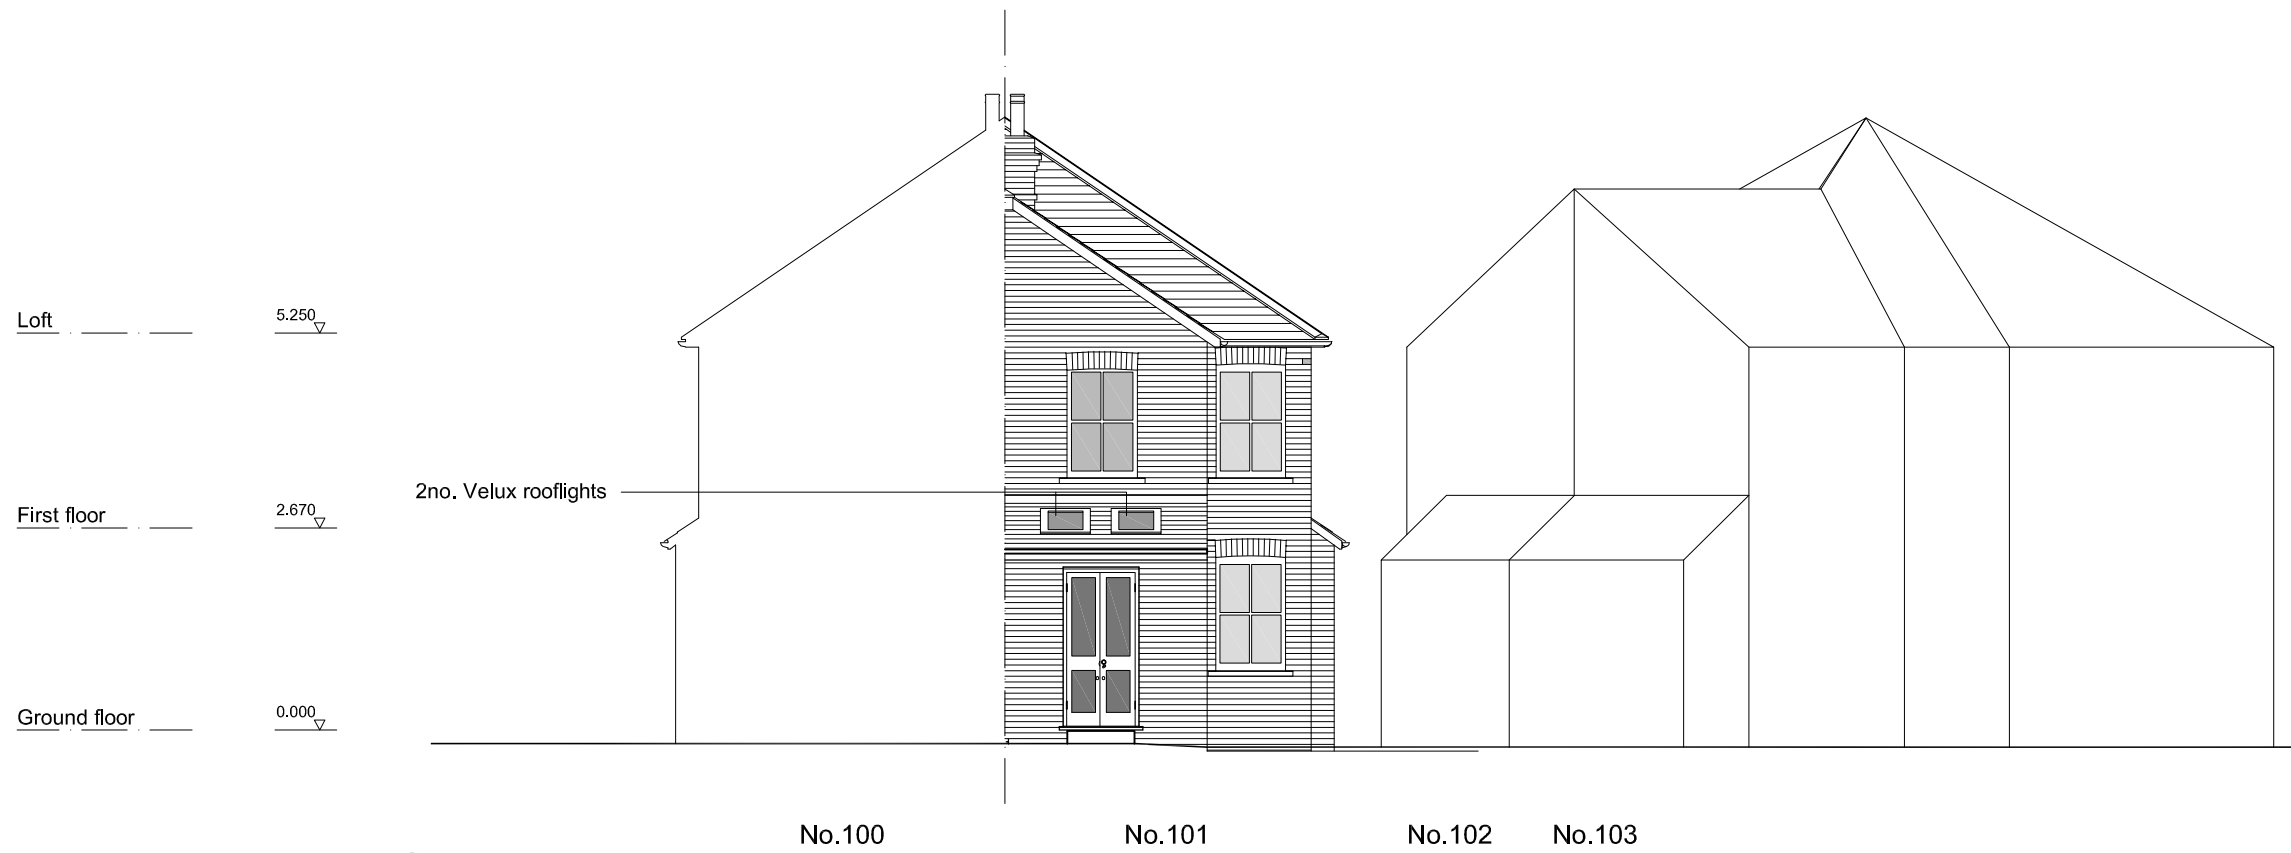 Loft 5.250
2no. Velux rooflights
First floor 2.670
Ground floor 0.000
No.100 No.101 No.102 No.103